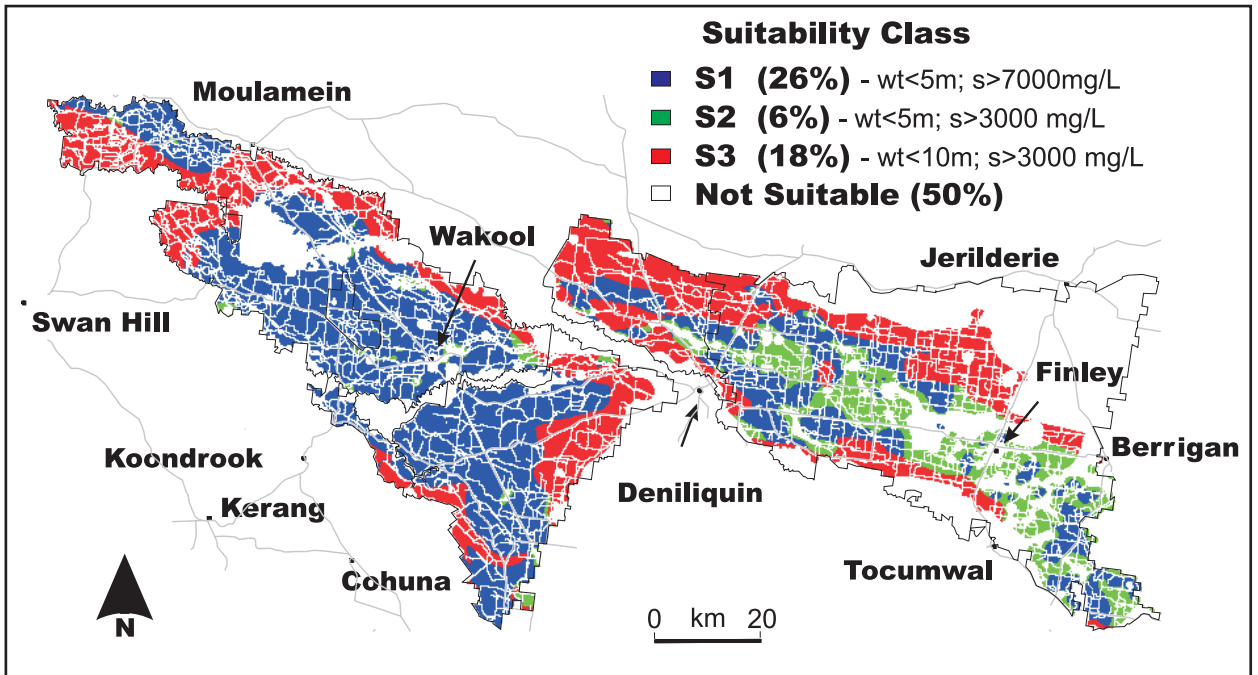 Suitability Class
S1 (26%) - wt<5m; s>7000mg/L
S2 (6%) - wt<5m; s>3000 mg/L
S3 (18%) - wt<10m; s>3000 mg/L
Not Suitable (50%)
Moulamein
Wakool
Jerilderie
Swan Hill
Finley
Koondrook
Berrigan
Deniliquin
Kerang
Cohuna
Tocumwal
N
0 km 20